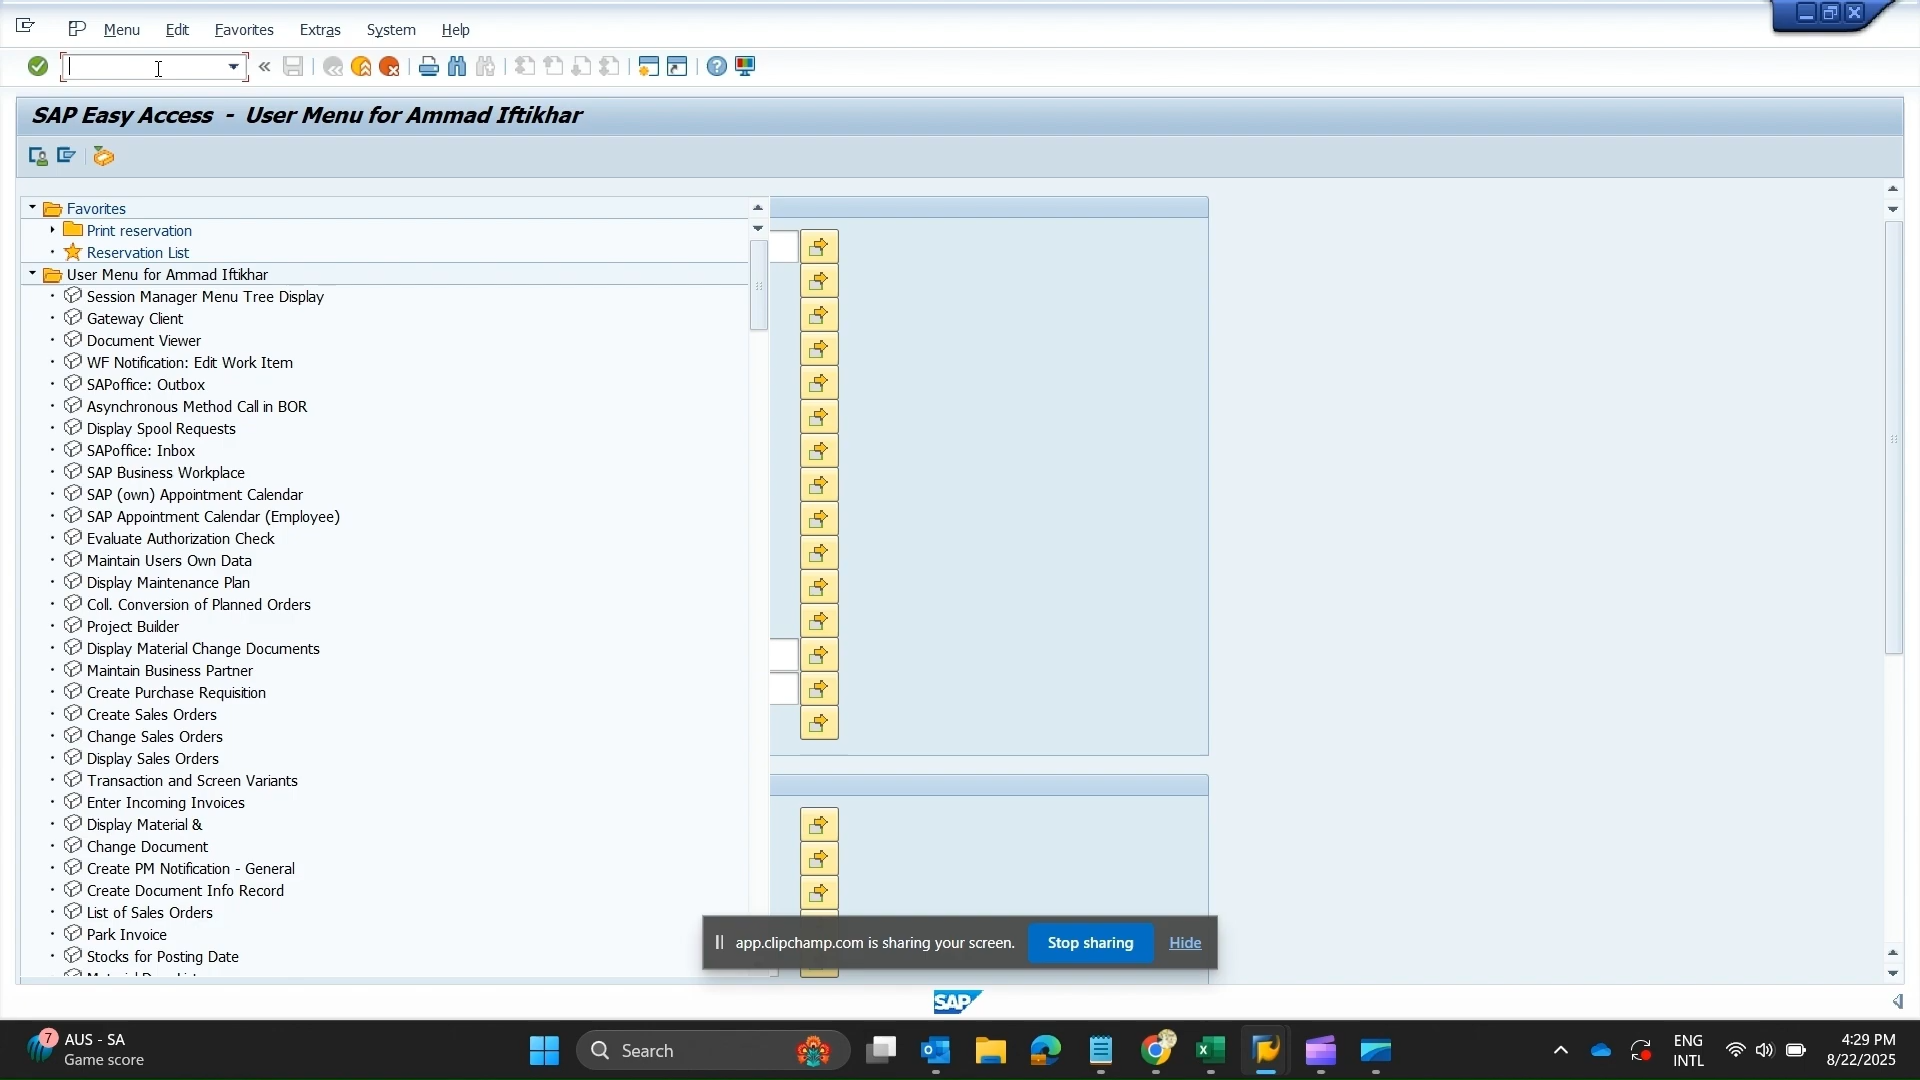 Menu Edit Favorites Extras System Help
SAP Easy Access - User Menu for Ammad Iftikhar
Favorites
Print reservation
Reservation List
User Menu for Ammad Iftikhar
Session Manager Menu Tree Display
Gateway Client
Document Viewer
WF Notification: Edit Work Item
SAPoffice: Outbox
Asynchronous Method Call in BOR
Display Spool Requests
SAPoffice: Inbox
SAP Business Workplace
SAP (own) Appointment Calendar
SAP Appointment Calendar (Employee)
Evaluate Authorization Check
Maintain Users Own Data
Display Maintenance Plan
Coll. Conversion of Planned Orders
Project Builder
Display Material Change Documents
Maintain Business Partner
Create Purchase Requisition
Create Sales Orders
Change Sales Orders
Display Sales Orders
Transaction and Screen Variants
Enter Incoming Invoices
Display Material &
Change Document
Create PM Notification - General
Create Document Info Record
List of Sales Orders
Park Invoice
Stocks for Posting Date
app.clipchamp.com is sharing your screen. Stop sharing Hide
SAP
7 AUS - SA
Game score
Search
ENG
INTL
4:29 PM
8/22/2025